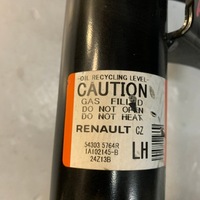 -OIL RECYCLING LEVEL-
CAUTION
GAS FILLED
DO NOT OPEN
DO NOT HEAT
RENAULT CZ
54303 5764R
1A102145-B
24Z13B
LH